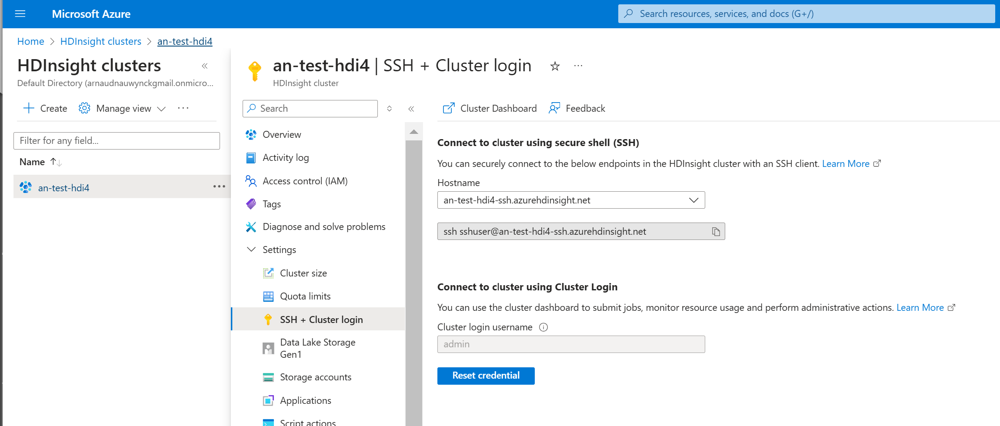 Microsoft Azure
Search resources, services, and docs (G+/)
Home > HDInsight clusters > an-test-hdi4
HDInsight clusters
Default Directory (arnaudnauwynckgmail.onmicro...
Create
Manage view
Filter for any field...
Name
an-test-hdi4
an-test-hdi4 | SSH + Cluster login
HDInsight cluster
Search
Overview
Activity log
Access control (IAM)
Tags
Diagnose and solve problems
Settings
Cluster size
Quota limits
SSH + Cluster login
Data Lake Storage
Gen1
Storage accounts
Applications
Script actions
Cluster Dashboard
Feedback
Connect to cluster using secure shell (SSH)
You can securely connect to the below endpoints in the HDInsight cluster with an SSH client. Learn More
Hostname
an-test-hdi4-ssh.azurehdinsight.net
ssh sshuser@an-test-hdi4-ssh.azurehdinsight.net
Connect to cluster using Cluster Login
You can use the cluster dashboard to submit jobs, monitor resource usage and perform administrative actions. Learn More
Cluster login username
admin
Reset credential